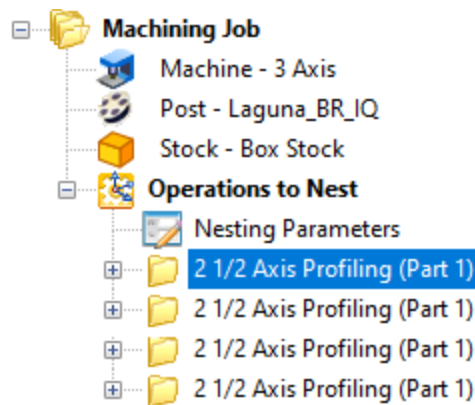 Machining Job
Machine - 3 Axis
Post - Laguna_BR_IQ
Stock - Box Stock
Operations to Nest
Nesting Parameters
2 1/2 Axis Profiling (Part 1)
2 1/2 Axis Profiling (Part 1)
2 1/2 Axis Profiling (Part 1)
2 1/2 Axis Profiling (Part 1)